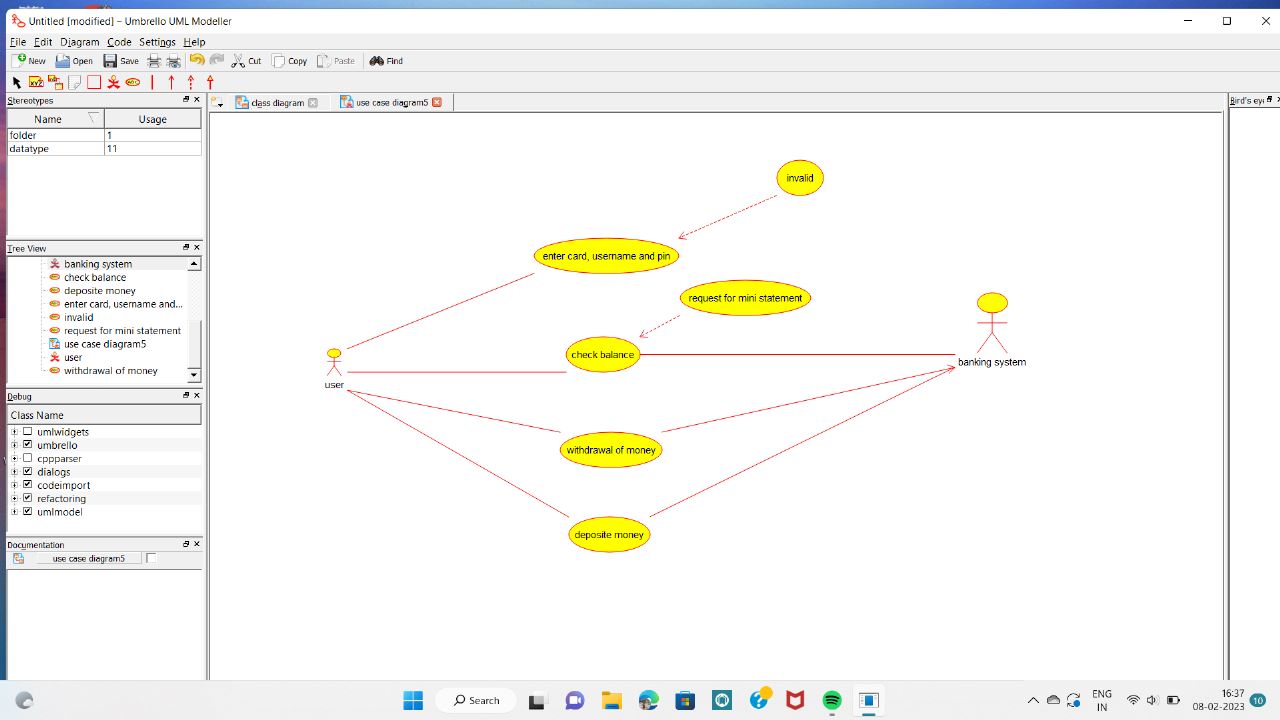 Untitled [modified] – Umbrello UML Modeller
File Edit Diagram Code Settings Help
New Open Save Cut Copy Paste Find
Stereotypes
Name Usage
folder 1
datatype 11
Tree View
banking system
check balance
deposite money
enter card, username and...
invalid
request for mini statement
use case diagram5
user
withdrawal of money
Debug
Class Name
umlwidgets
umbrello
cppparser
dialogs
codeimport
refactoring
umlmodel
Documentation
use case diagram5
class diagram
use case diagram5
Bird's eye
invalid
enter card, username and pin
request for mini statement
check balance
banking system
user
withdrawal of money
deposite money
Search
ENG
IN
16:37
08-02-2023
10